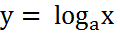 y = logₐx